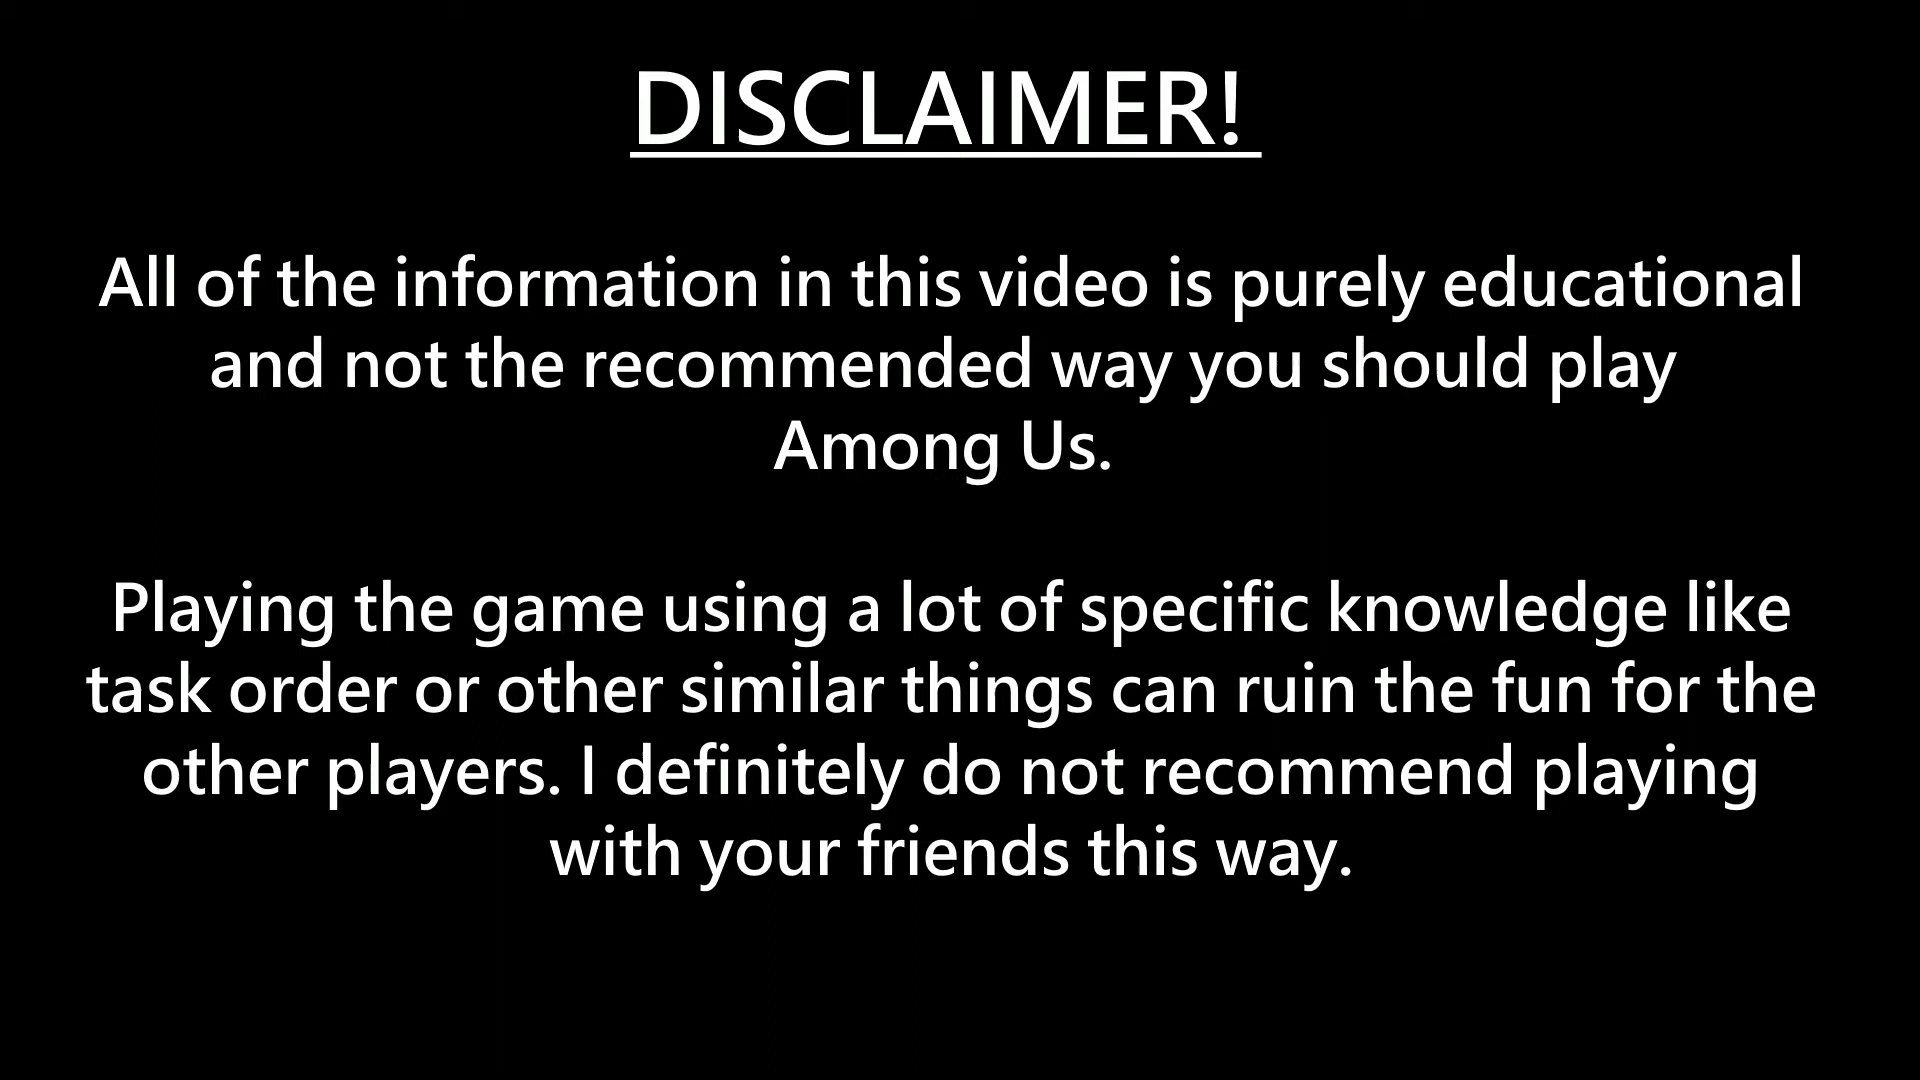 DISCLAIMER!
All of the information in this video is purely educational
and not the recommended way you should play
Among Us.
Playing the game using a lot of specific knowledge like
task order or other similar things can ruin the fun for the
other players. I definitely do not recommend playing
with your friends this way.